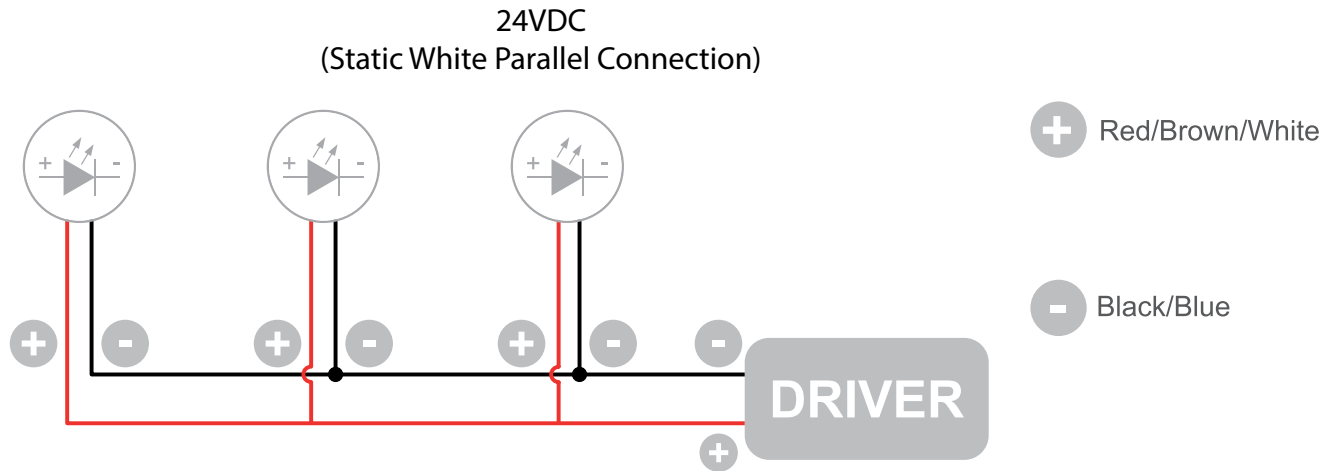 24VDC
(Static White Parallel Connection)
+ -
+ -
+ -
+ Red/Brown/White
- Black/Blue
+ - + - + - -
DRIVER
+